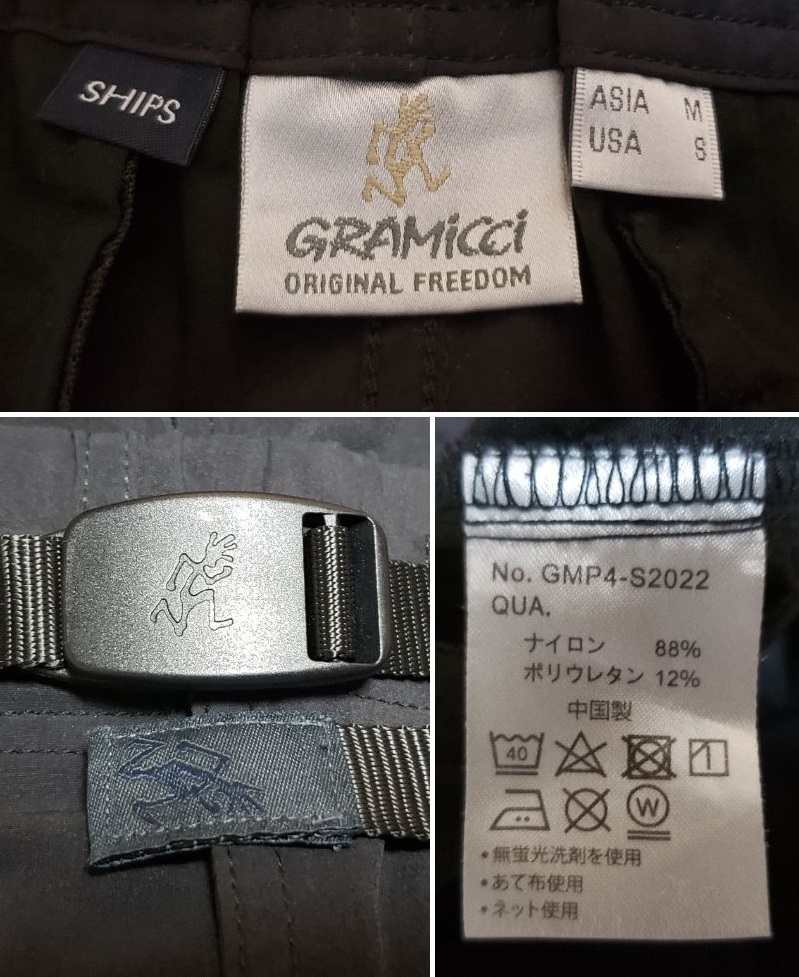 SHIPS
GRAMiCCi
ORIGINAL FREEDOM
ASIA M
USA S
No. GMP4-S2022
QUA.
ナイロン 88%
ポリウレタン 12%
中国製
40
W
・無蛍光洗剤を使用
・あて布使用
・ネット使用